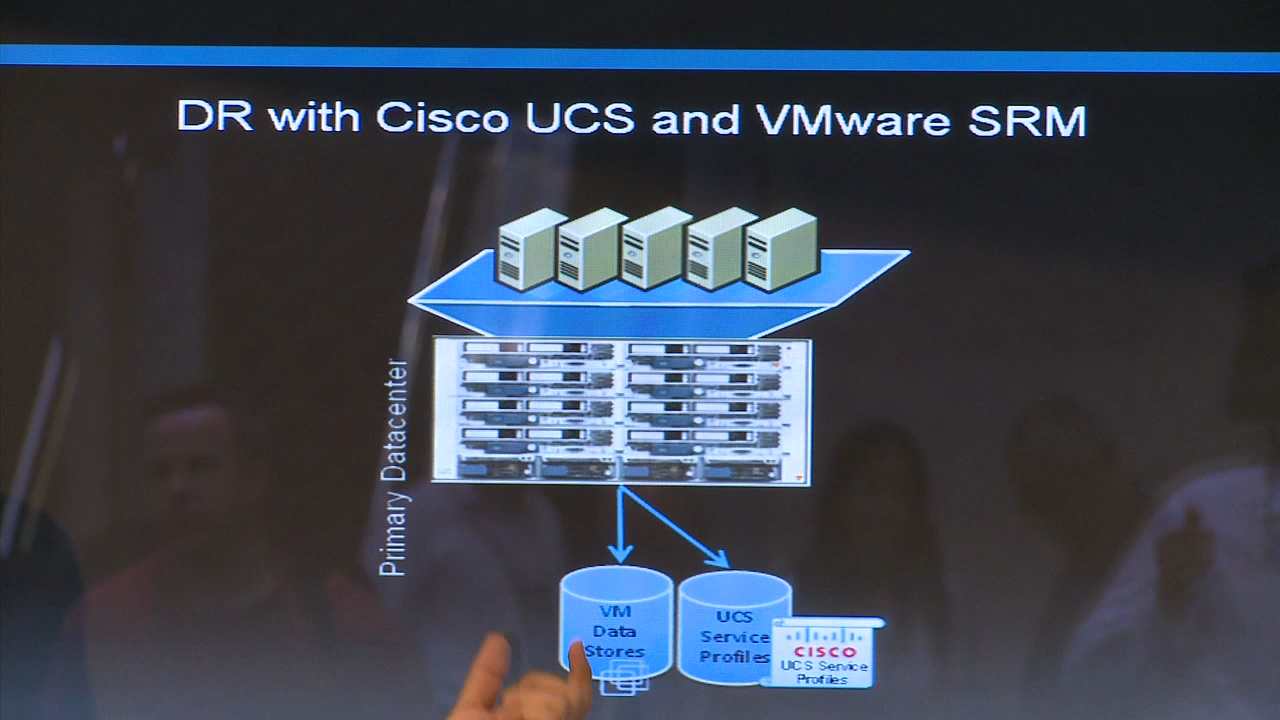 DR with Cisco UCS and VMware SRM
Primary Datacenter
VM
Data
Stores
UCS
Service
Profiles
CISCO
UCS Service
Profiles